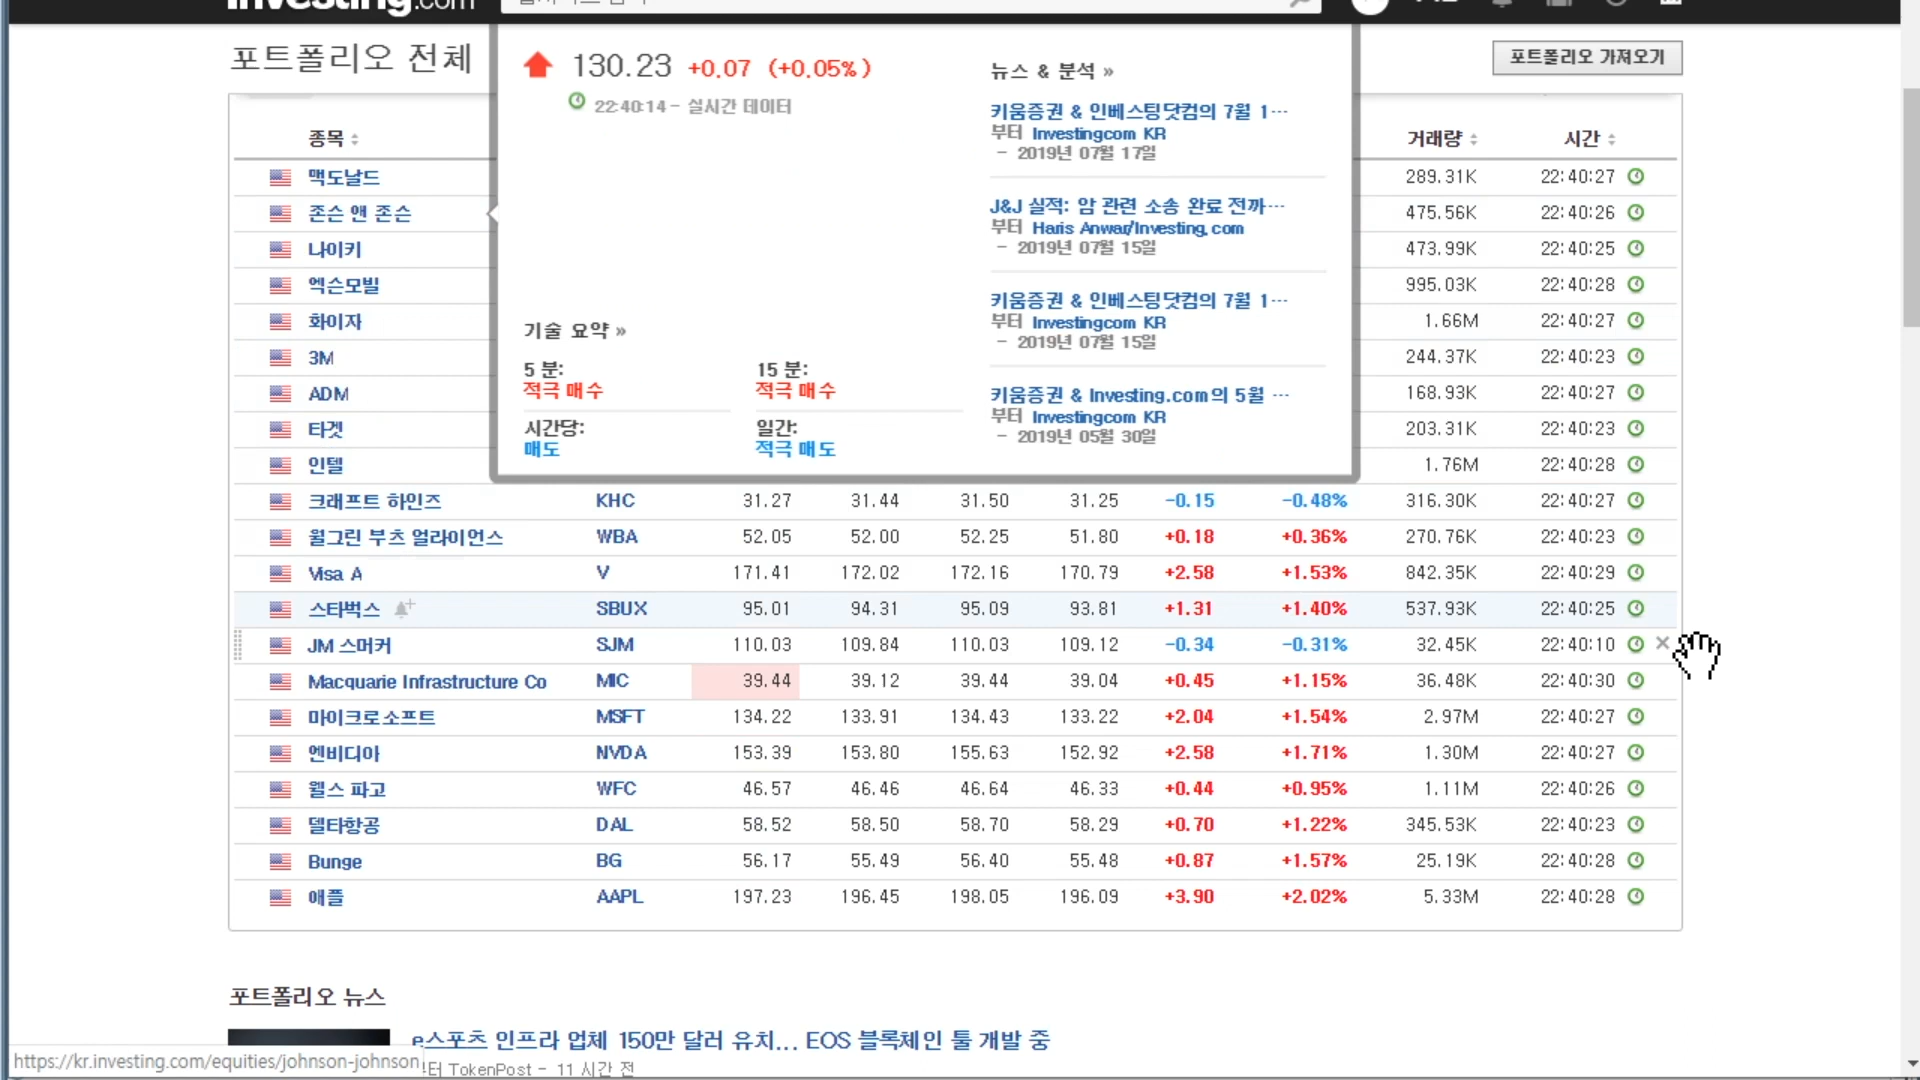 Investing.com
포트폴리오 전체
포트폴리오 가져오기
130.23 +0.07 (+0.05%)
22:40:14 - 실시간 데이터
기술 요약 »
5 분:
적극 매수
15 분:
적극 매수
시간당:
매도
일간:
적극 매도
뉴스 & 분석 »
키움증권 & 인베스팅닷컴의 7월 1…
부터 Investingcom KR
- 2019년 07월 17일
J&J 실적: 암 관련 소송 완료 전까…
부터 Haris Anwar/Investing.com
- 2019년 07월 15일
키움증권 & 인베스팅닷컴의 7월 1…
부터 Investingcom KR
- 2019년 07월 15일
키움증권 & Investing.com의 5월 …
부터 Investingcom KR
- 2019년 05월 30일
종목 거래량 시간
맥도날드 289.31K 22:40:27
존슨 앤 존슨 475.56K 22:40:26
나이키 473.99K 22:40:25
엑슨모빌 995.03K 22:40:28
화이자 1.66M 22:40:27
3M 244.37K 22:40:23
ADM 168.93K 22:40:27
타겟 203.31K 22:40:23
인텔 1.76M 22:40:28
크래프트 하인즈 KHC 31.27 31.44 31.50 31.25 -0.15 -0.48% 316.30K 22:40:27
월그린 부츠 얼라이언스 WBA 52.05 52.00 52.25 51.80 +0.18 +0.36% 270.76K 22:40:23
Visa A V 171.41 172.02 172.16 170.79 +2.58 +1.53% 842.35K 22:40:29
스타벅스 SBUX 95.01 94.31 95.09 93.81 +1.31 +1.40% 537.93K 22:40:25
JM 스머커 SJM 110.03 109.84 110.03 109.12 -0.34 -0.31% 32.45K 22:40:10
Macquarie Infrastructure Co MIC 39.44 39.12 39.44 39.04 +0.45 +1.15% 36.48K 22:40:30
마이크로소프트 MSFT 134.22 133.91 134.43 133.22 +2.04 +1.54% 2.97M 22:40:27
엔비디아 NVDA 153.39 153.80 155.63 152.92 +2.58 +1.71% 1.30M 22:40:27
웰스 파고 WFC 46.57 46.46 46.64 46.33 +0.44 +0.95% 1.11M 22:40:26
델타항공 DAL 58.52 58.50 58.70 58.29 +0.70 +1.22% 345.53K 22:40:23
Bunge BG 56.17 55.49 56.40 55.48 +0.87 +1.57% 25.19K 22:40:28
애플 AAPL 197.23 196.45 198.05 196.09 +3.90 +2.02% 5.33M 22:40:28
포트폴리오 뉴스
e스포츠 인프라 업체 150만 달러 유치... EOS 블록체인 툴 개발 중
터 TokenPost - 11 시간 전
https://kr.investing.com/equities/johnson-johnson